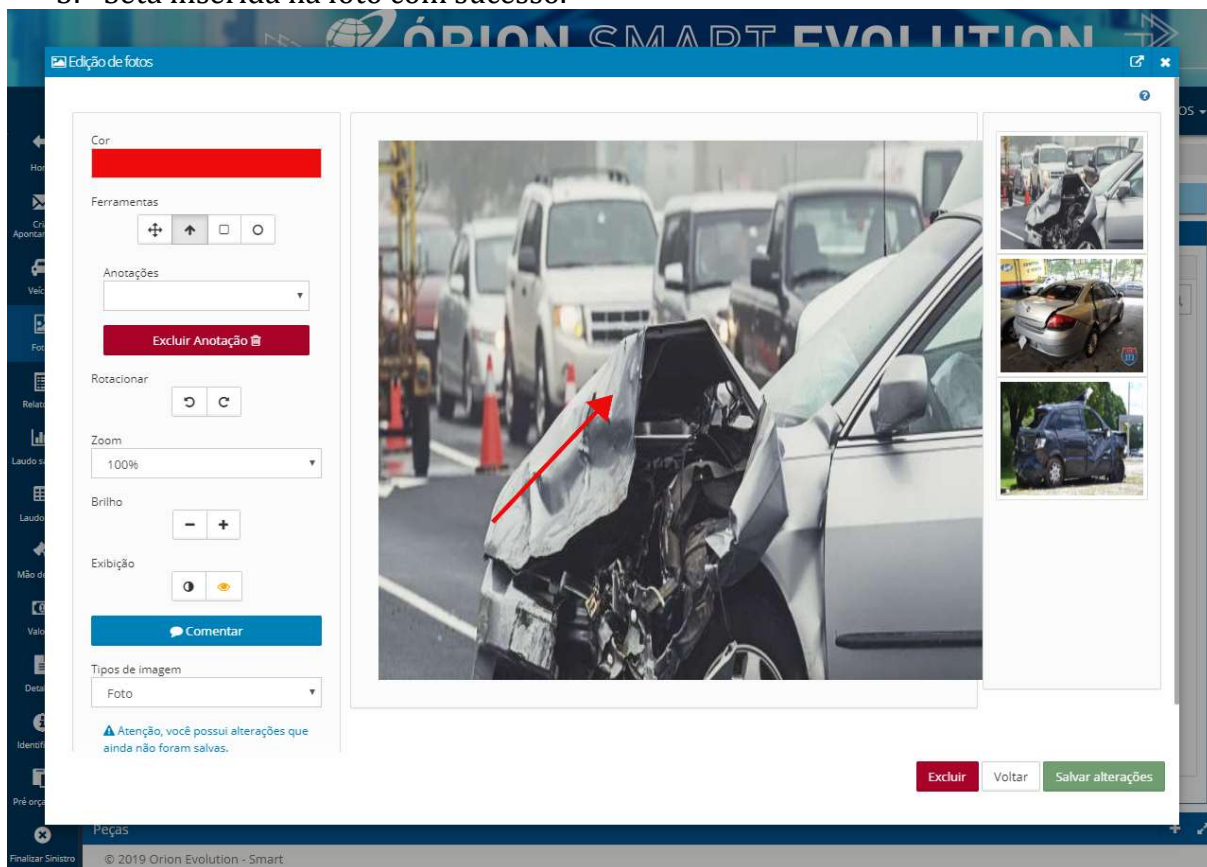 Seta inserida na foto com sucesso.
ÓRION SMART EVOLUTION
Edição de fotos
Cor
Ferramentas
Anotações
Excluir Anotação
Rotacionar
Zoom
100%
Brilho
Exibição
Comentar
Tipos de imagem
Foto
Atenção, você possui alterações que
ainda não foram salvas.
Excluir
Voltar
Salvar alterações
Peças
Finalizar Sinistro
© 2019 Orion Evolution - Smart